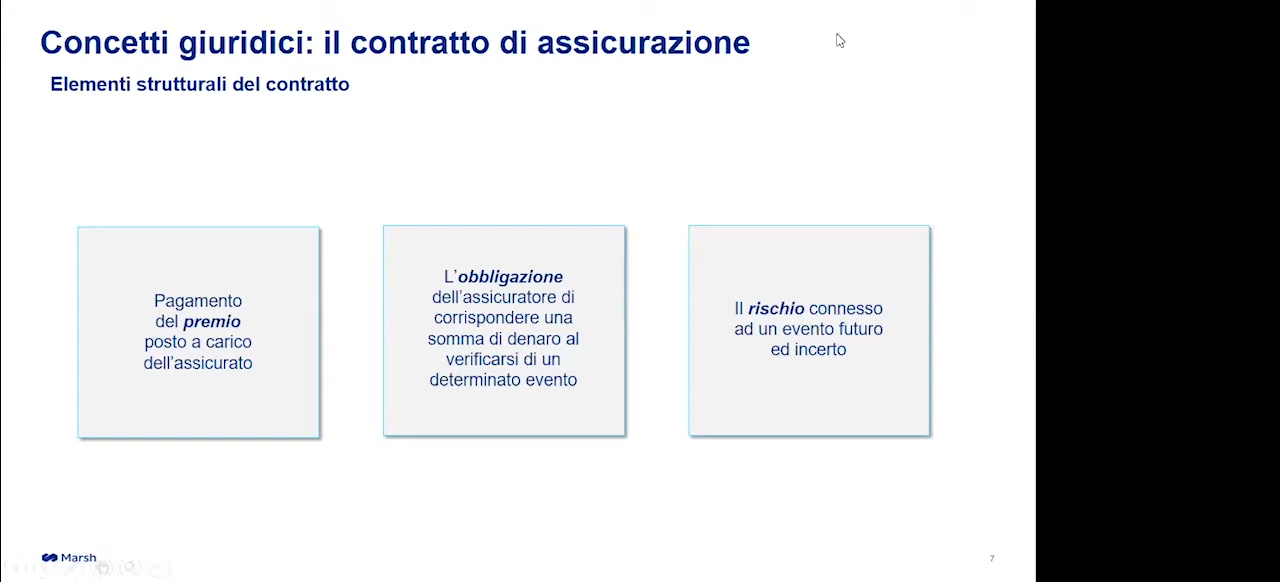 Concetti giuridici: il contratto di assicurazione
Elementi strutturali del contratto
Pagamento
del premio
posto a carico
dell'assicurato
L'obbligazione
dell'assicuratore di
corrispondere una
somma di denaro al
verificarsi di un
determinato evento
Il rischio connesso
ad un evento futuro
ed incerto
Marsh
7